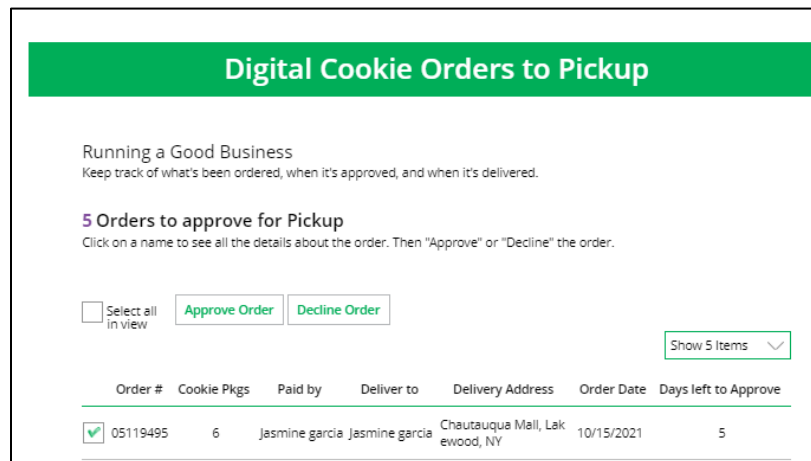 Digital Cookie Orders to Pickup
Running a Good Business
Keep track of what's been ordered, when it's approved, and when it's delivered.
5 Orders to approve for Pickup
Click on a name to see all the details about the order. Then "Approve" or "Decline" the order.
Select all
in view
Approve Order
Decline Order
Show 5 Items
Order # Cookie Pkgs Paid by Deliver to Delivery Address Order Date Days left to Approve
05119495 6 Jasmine garcia Jasmine garcia Chautauqua Mall, Lak 10/15/2021 5
ewood, NY